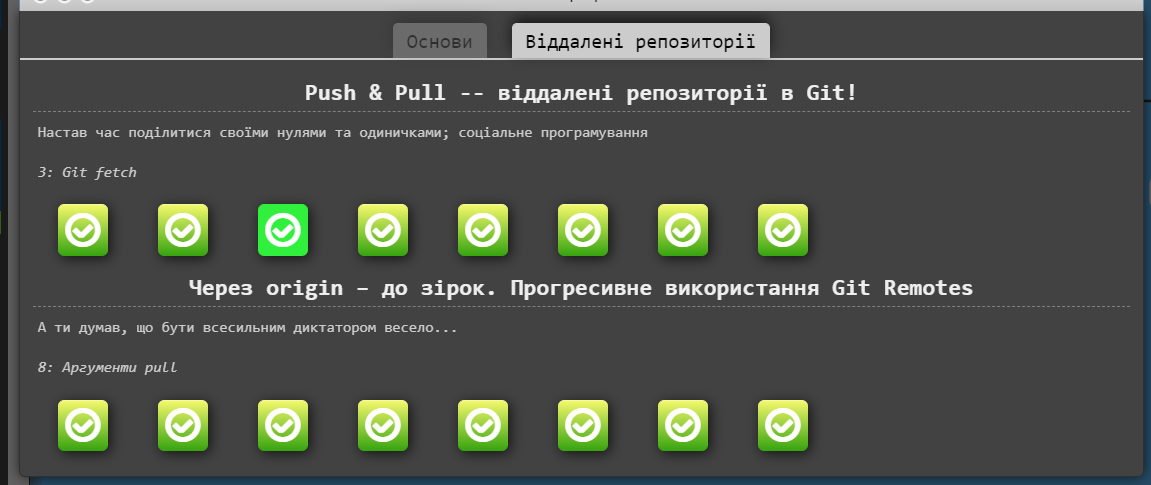 Основи
Віддалені репозиторії
Push & Pull -- віддалені репозиторії в Git!
Настав час поділитися своїми нулями та одиничками; соціальне програмування
3: Git fetch
Через origin – до зірок. Прогресивне використання Git Remotes
А ти думав, що бути всесильним диктатором весело...
8: Аргументи pull